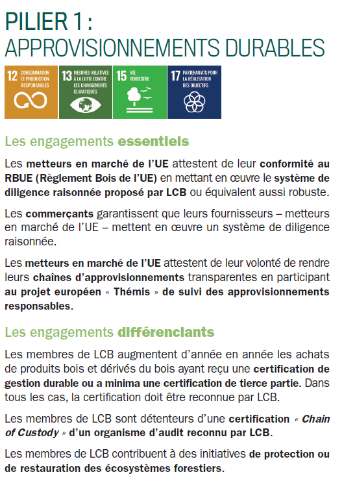 PILIER 1 :
APPROVISIONNEMENTS DURABLES
12 CONSOMMATION ET PRODUCTION RESPONSABLES
13 MESURES RELATIVES À LA LUTTE CONTRE LES CHANGEMENTS CLIMATIQUES
15 VIE TERRESTRE
17 PARTENARIATS POUR LA RÉALISATION DES OBJECTIFS
Les engagements essentiels
Les metteurs en marché de l'UE attestent de leur conformité au
RBUE (Règlement Bois de l'UE) en mettant en œuvre le système de
diligence raisonnée proposé par LCB ou équivalent aussi robuste.
Les commerçants garantissent que leurs fournisseurs – metteurs
en marché de l'UE – mettent en œuvre un système de diligence
raisonnée.
Les metteurs en marché de l'UE attestent de leur volonté de rendre
leurs chaînes d'approvisionnements transparentes en participant
au projet européen « Thémis » de suivi des approvisionnements
responsables.
Les engagements différenciants
Les membres de LCB augmentent d'année en année les achats
de produits bois et dérivés du bois ayant reçu une certification de
gestion durable ou a minima une certification de tierce partie. Dans
tous les cas, la certification doit être reconnue par LCB.
Les membres de LCB sont détenteurs d'une certification « Chain
of Custody » d'un organisme d'audit reconnu par LCB.
Les membres de LCB contribuent à des initiatives de protection ou
de restauration des écosystèmes forestiers.